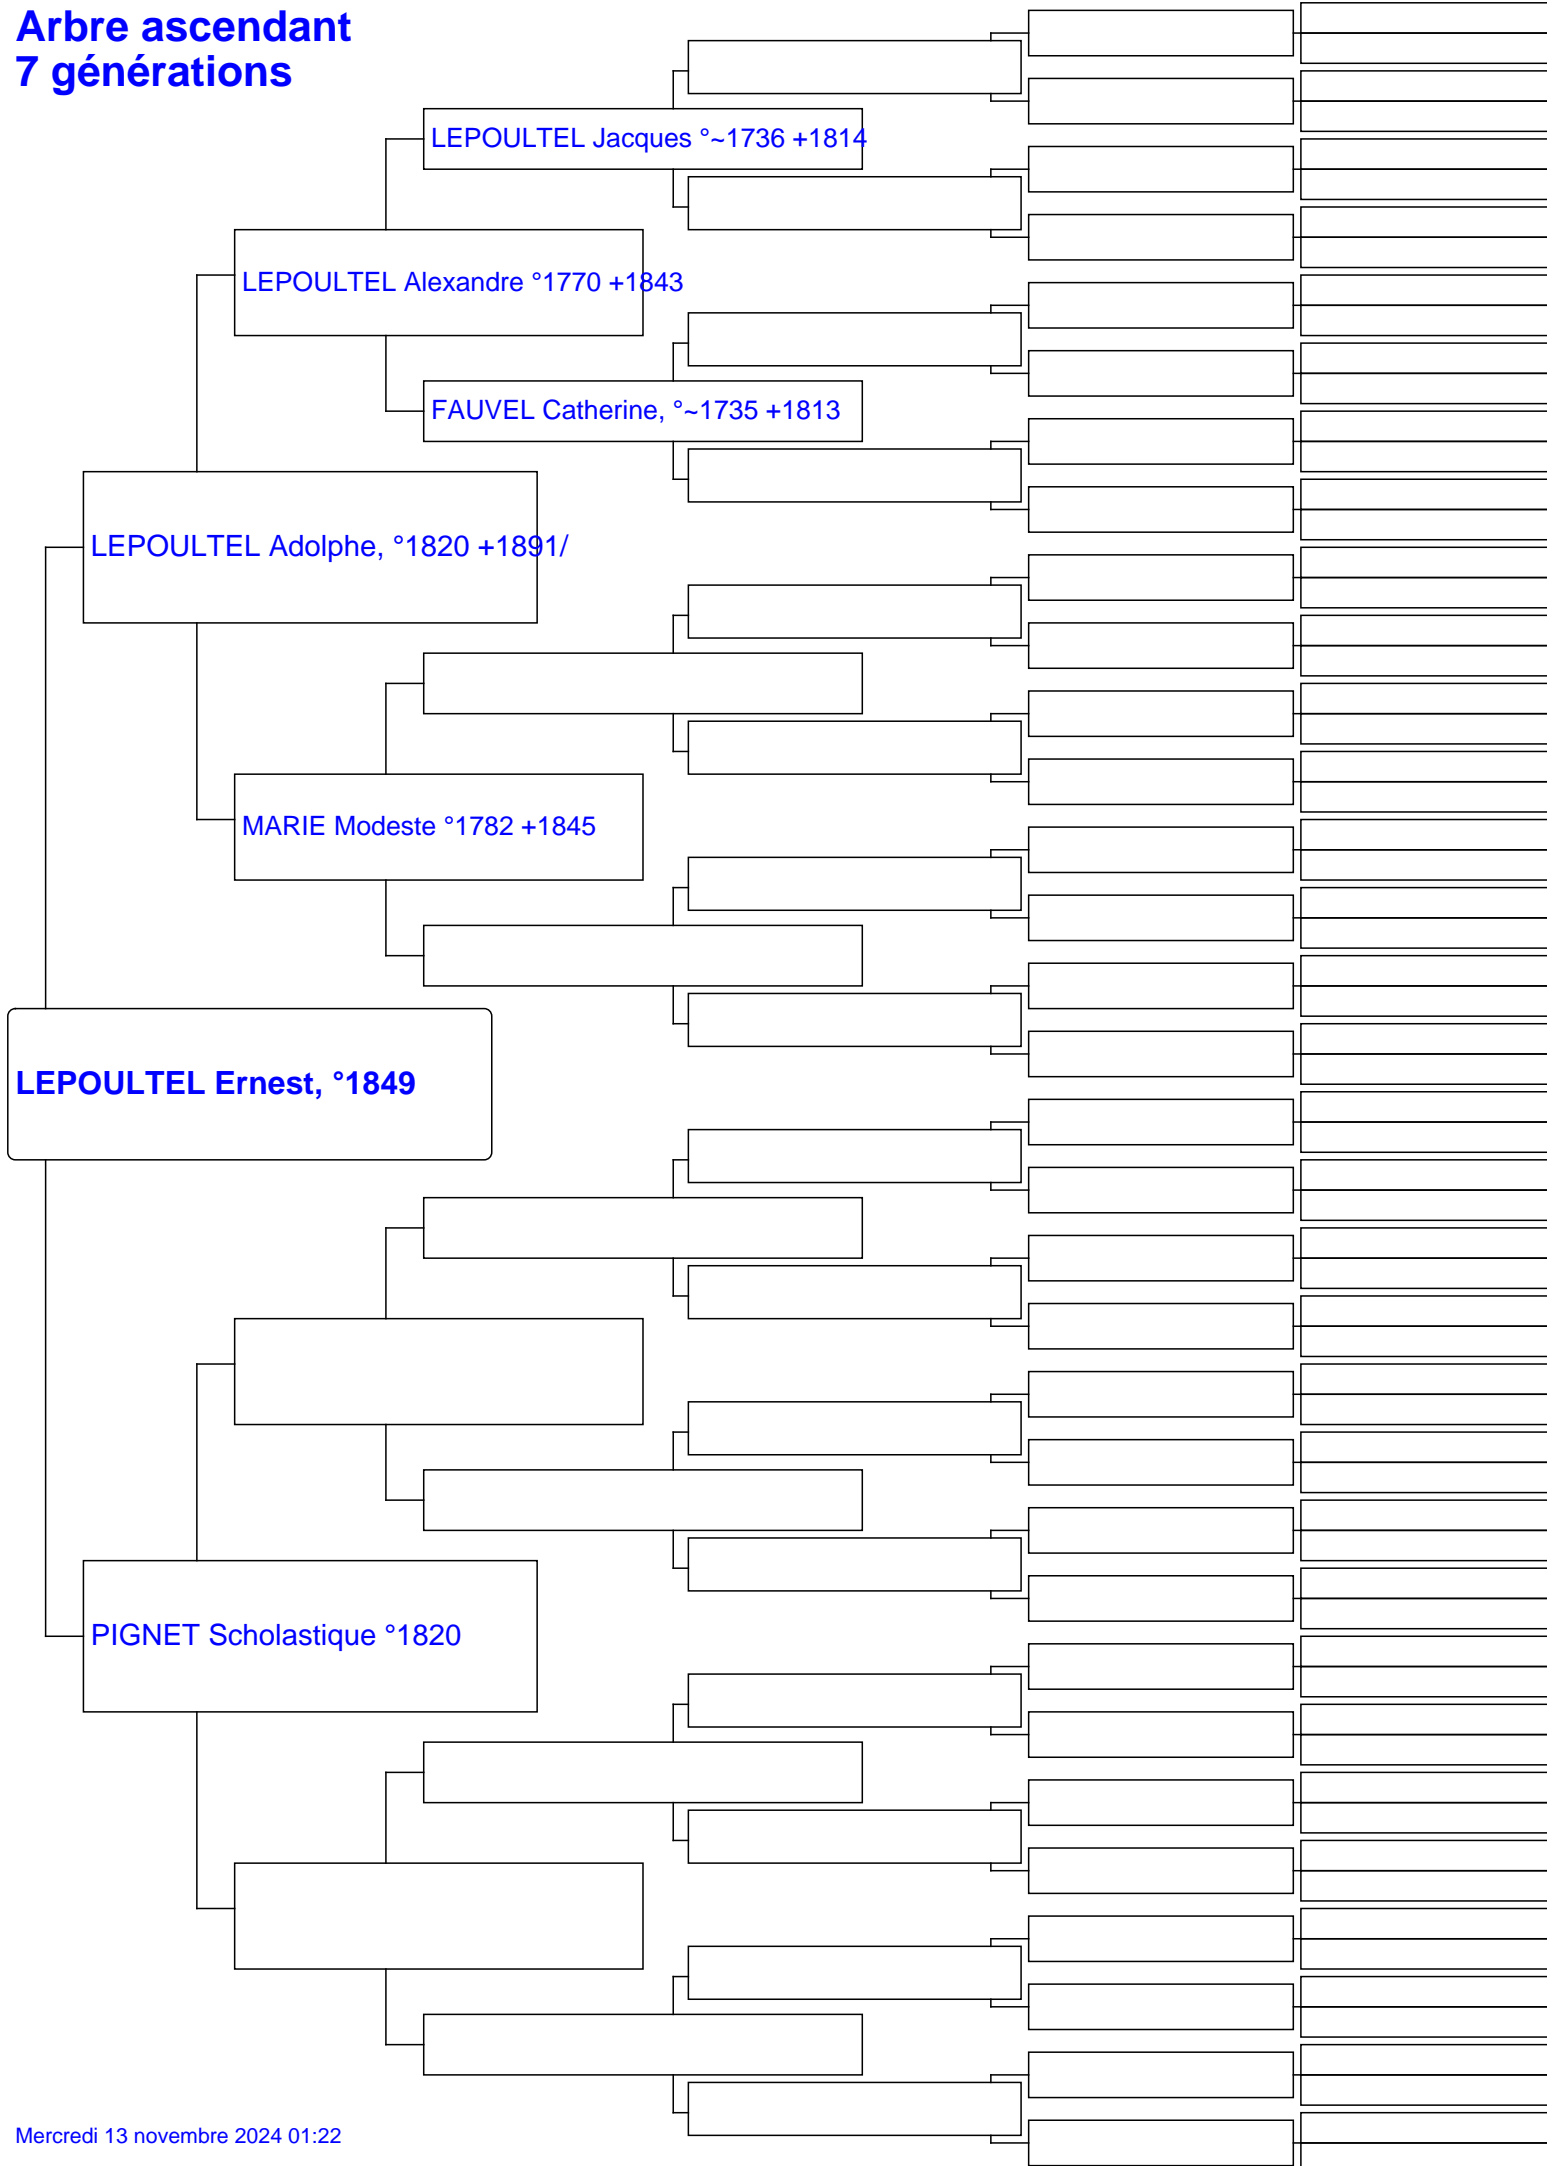 Arbre ascendant
7 générations
LEPOULTEL Jacques °~1736 +1814
LEPOULTEL Alexandre °1770 +1843
FAUVEL Catherine, °~1735 +1813
LEPOULTEL Adolphe, °1820 +1891/
MARIE Modeste °1782 +1845
LEPOULTEL Ernest, °1849
PIGNET Scholastique °1820
Mercredi 13 novembre 2024 01:22